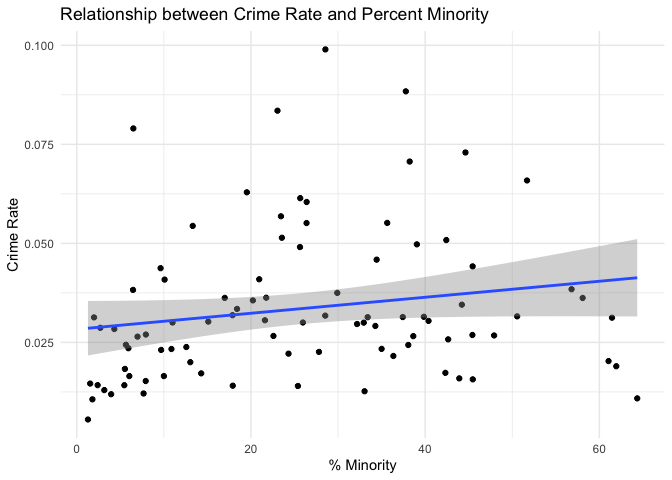 Relationship between Crime Rate and Percent Minority
0.100
0.075
0.050
0.025
Crime Rate
0 20 40 60
% Minority